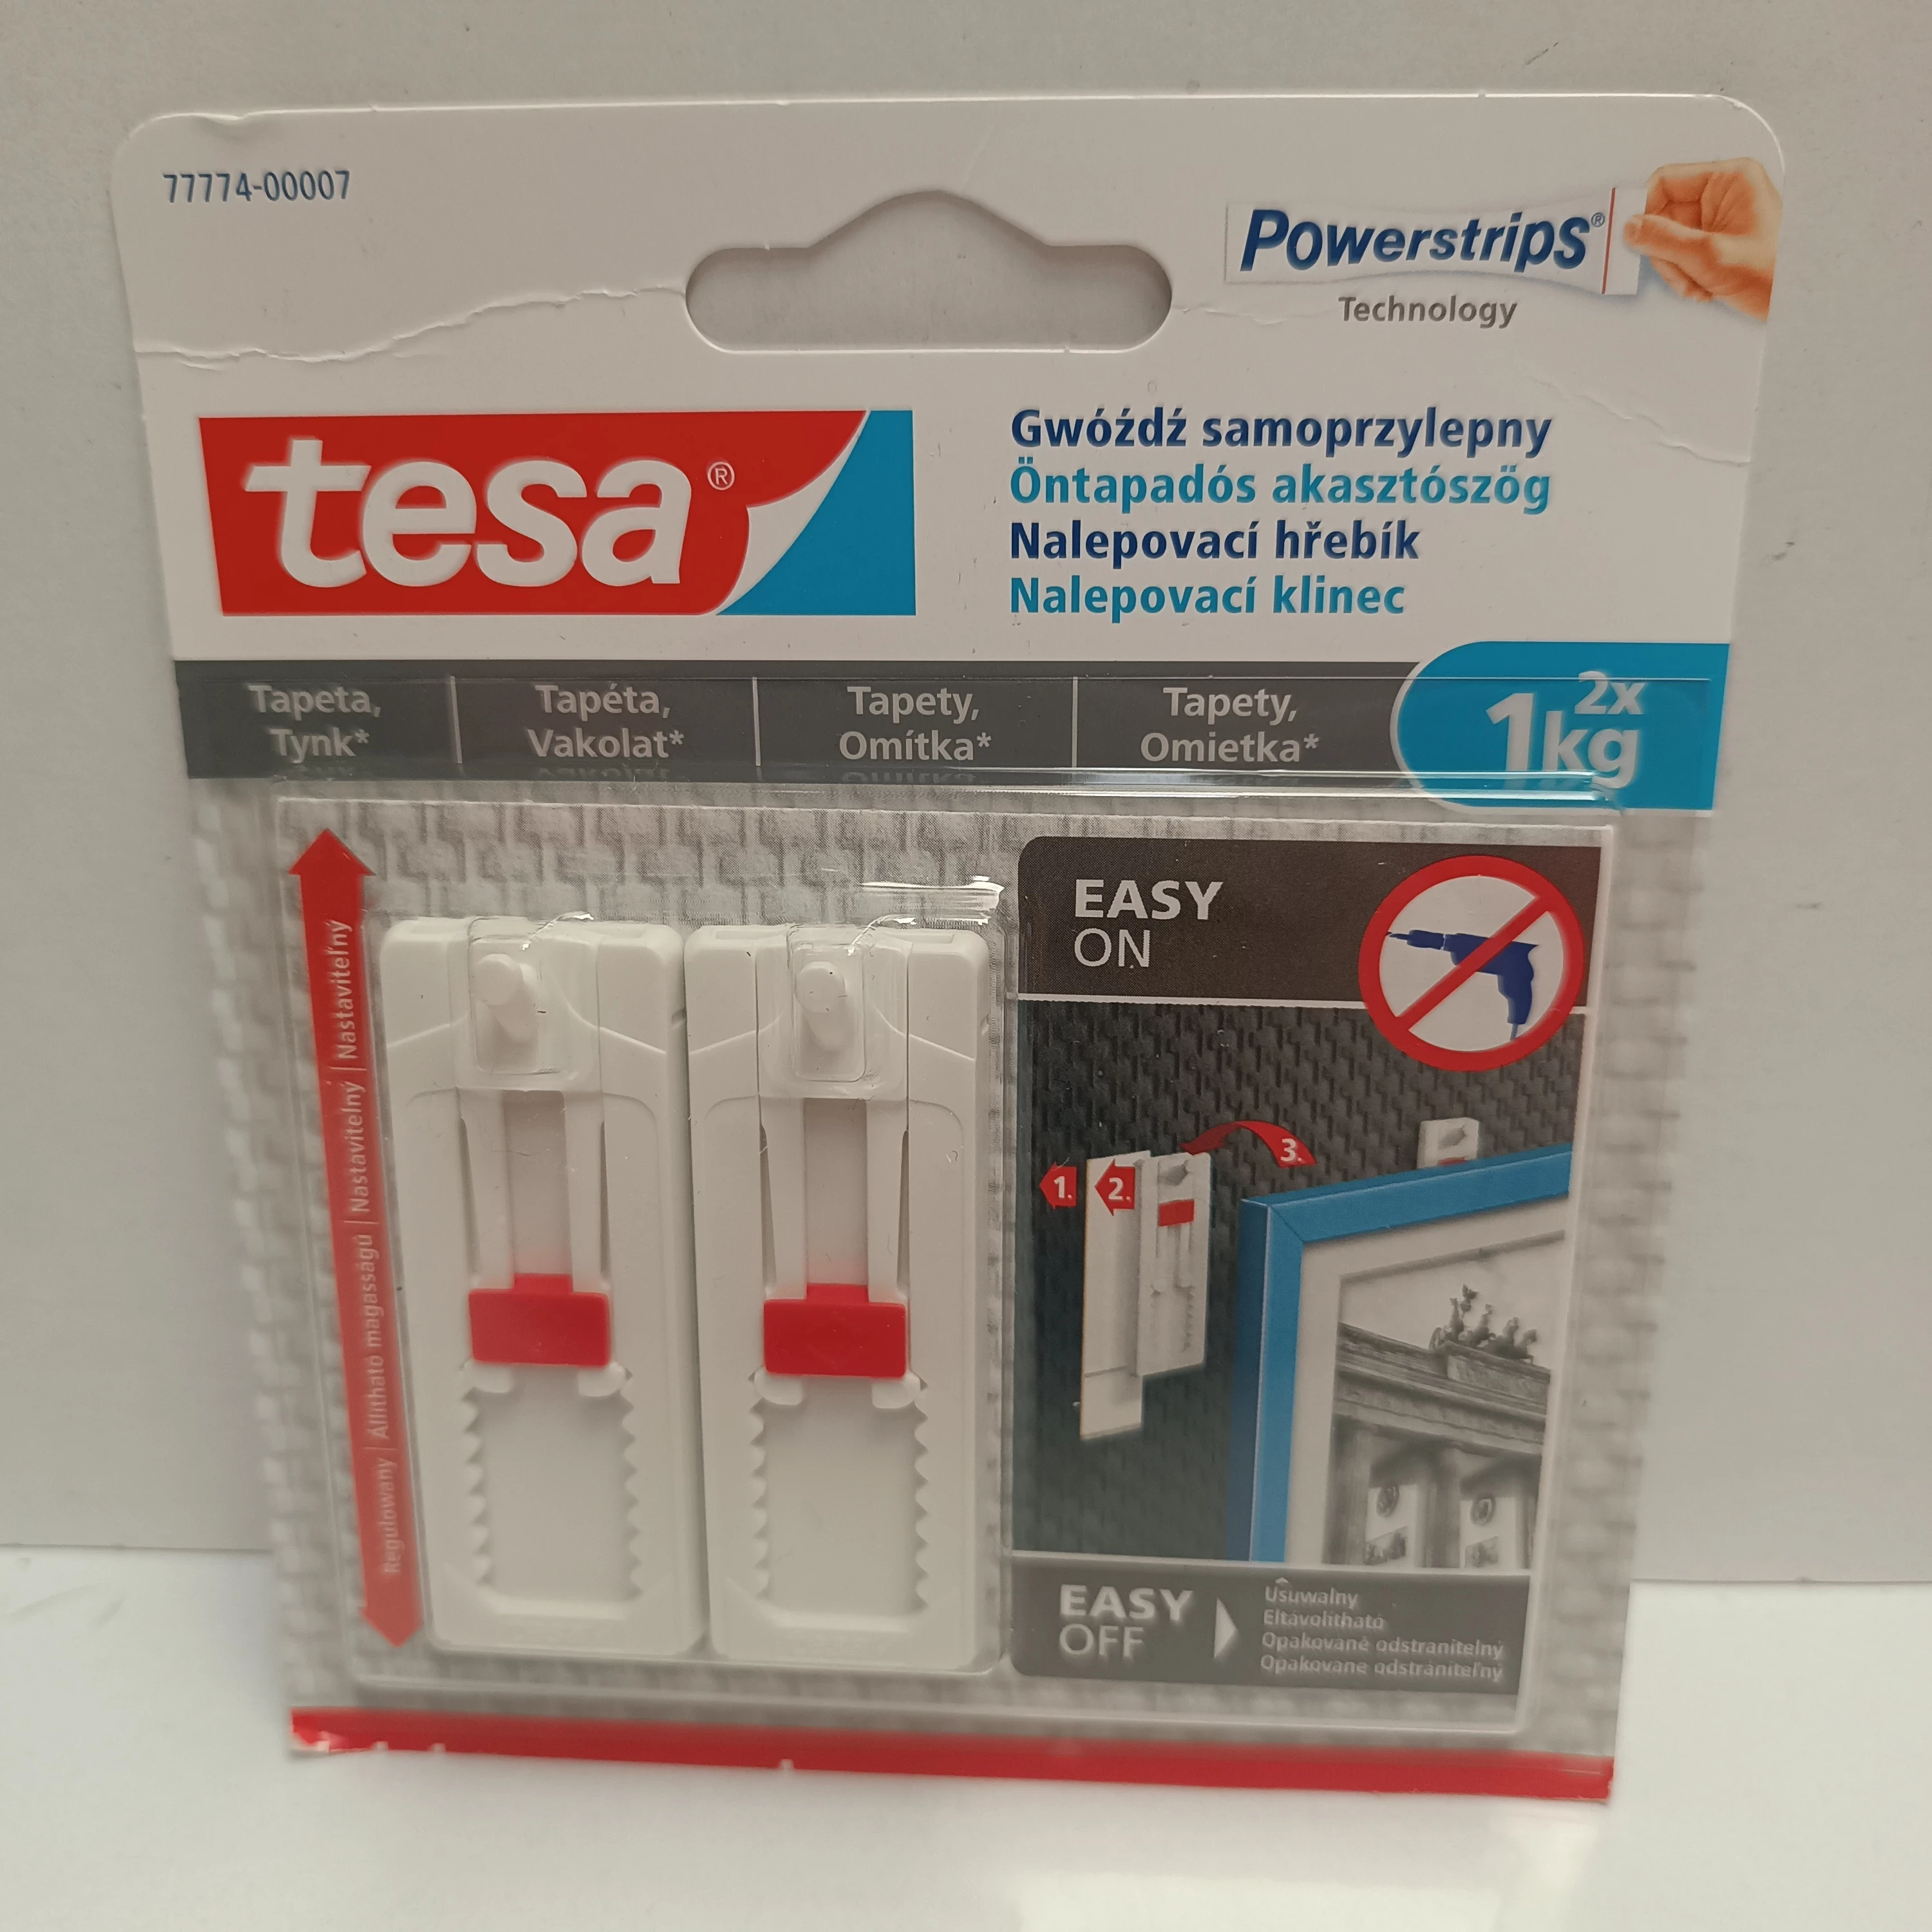 77774-00007
Powerstrips®
Technology
tesa®
Gwóźdź samoprzylepny
Öntapadós akasztószög
Nalepovací hřebík
Nalepovací klinec
Tapeta,
Tynk*
Tapéta,
Vakolat*
Tapety,
Omítka*
Tapety,
Omietka*
2x
1kg
Regulowany | Állítható magasságú | Nastavitelný | Nastaviteľný
EASY
ON
1.
2.
3.
EASY
OFF
Usuwalny
Eltávolítható
Opakovaně odstranitelný
Opakovane odstrániteľný